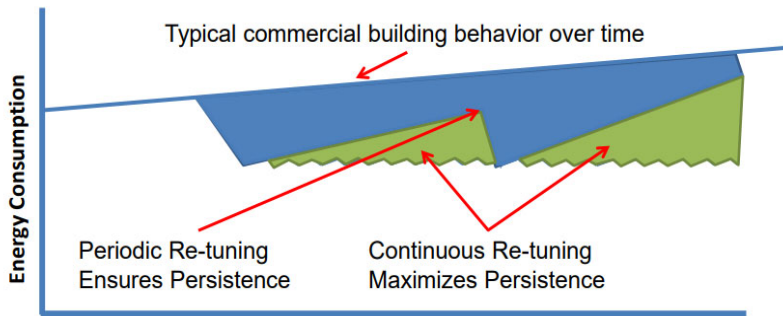 Typical commercial building behavior over time
Energy Consumption
Periodic Re-tuning
Ensures Persistence
Continuous Re-tuning
Maximizes Persistence